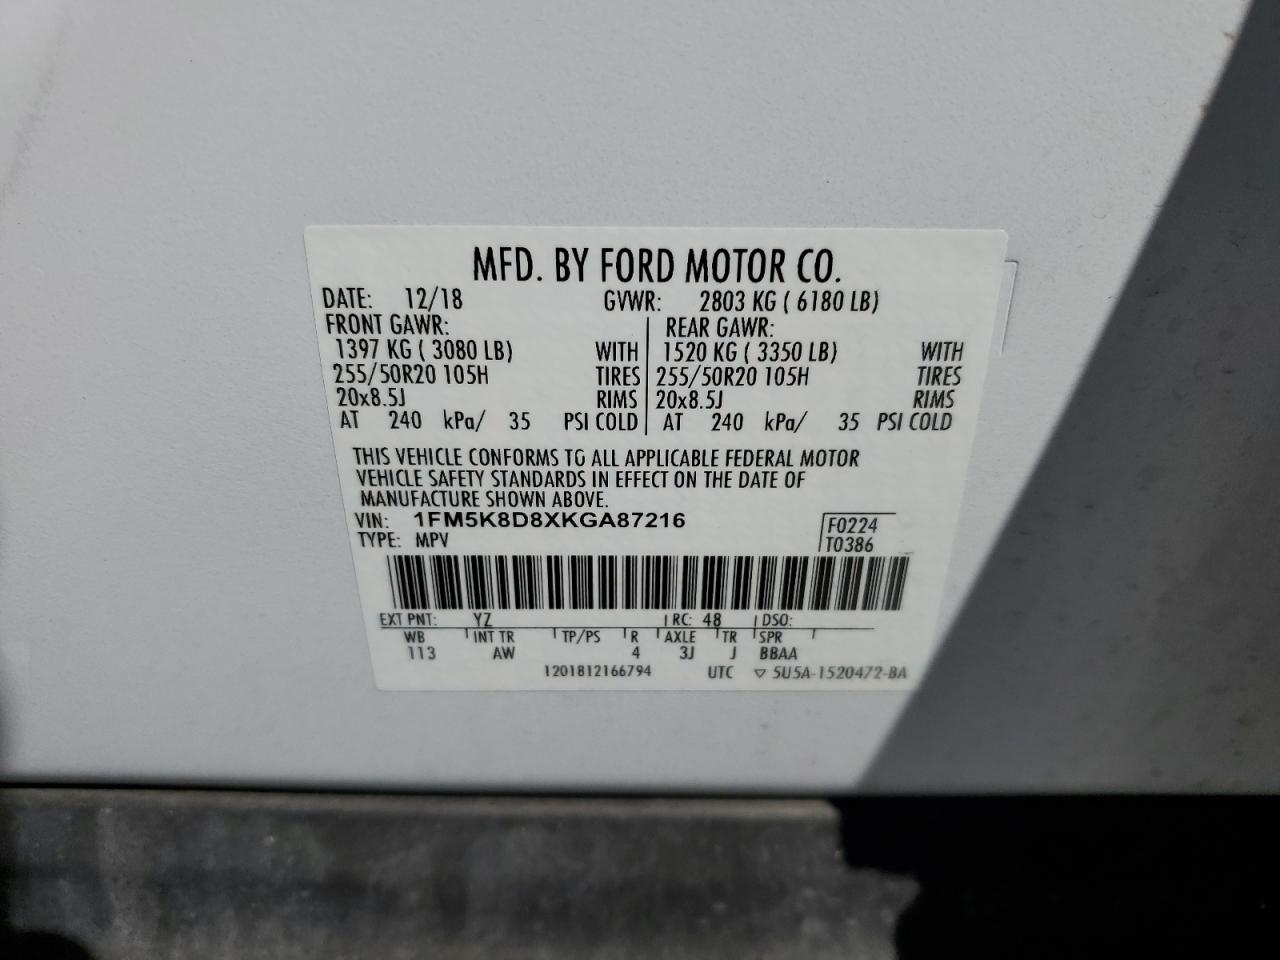 MFD. BY FORD MOTOR CO.
DATE: 12/18 GVWR: 2803 KG ( 6180 LB)
FRONT GAWR: REAR GAWR:
1397 KG ( 3080 LB) WITH 1520 KG ( 3350 LB) WITH
255/50R20 105H TIRES 255/50R20 105H TIRES
20x8.5J RIMS 20x8.5J RIMS
AT 240 kPa/ 35 PSI COLD AT 240 kPa/ 35 PSI COLD
THIS VEHICLE CONFORMS TO ALL APPLICABLE FEDERAL MOTOR
VEHICLE SAFETY STANDARDS IN EFFECT ON THE DATE OF
MANUFACTURE SHOWN ABOVE.
VIN: 1FM5K8D8XKGA87216 F0224
TYPE: MPV T0386
EXT PNT: YZ RC: 48 DSO:
WB INT TR TP/PS R AXLE TR SPR
113 AW 4 3J J BBAA
1201812166794 UTC ▽ 5U5A-1520472-BA